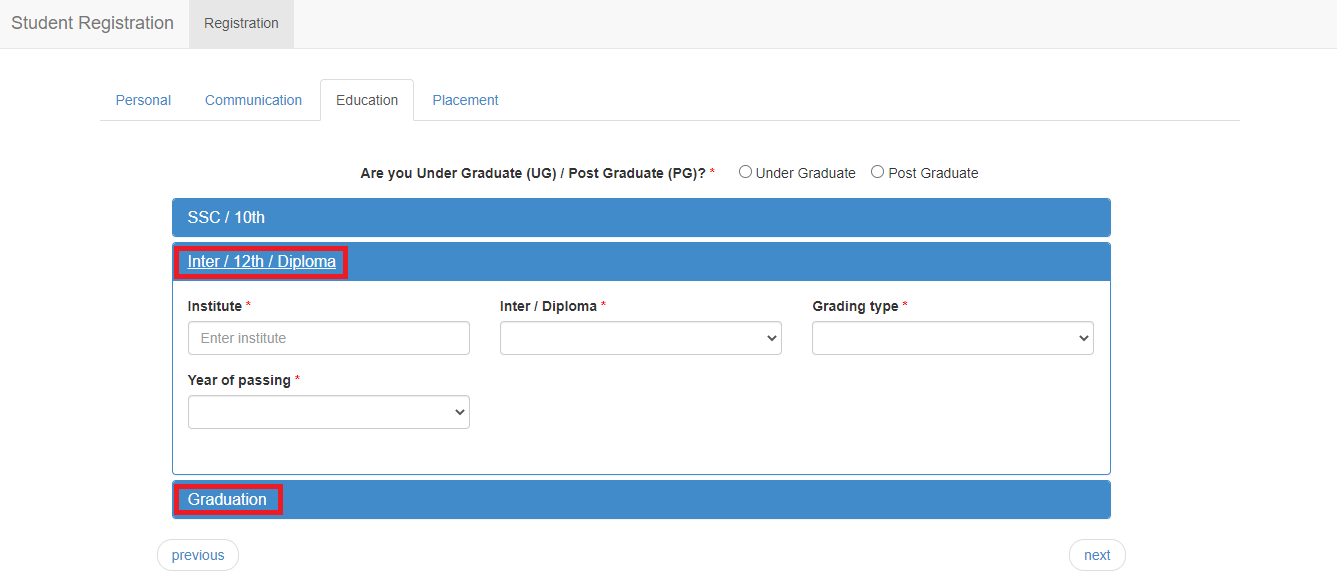 Student Registration Registration
Personal Communication Education Placement
Are you Under Graduate (UG) / Post Graduate (PG)? * Under Graduate Post Graduate
SSC / 10th
Inter / 12th / Diploma
Institute * Inter / Diploma * Grading type *
Enter institute
Year of passing *
Graduation
previous next